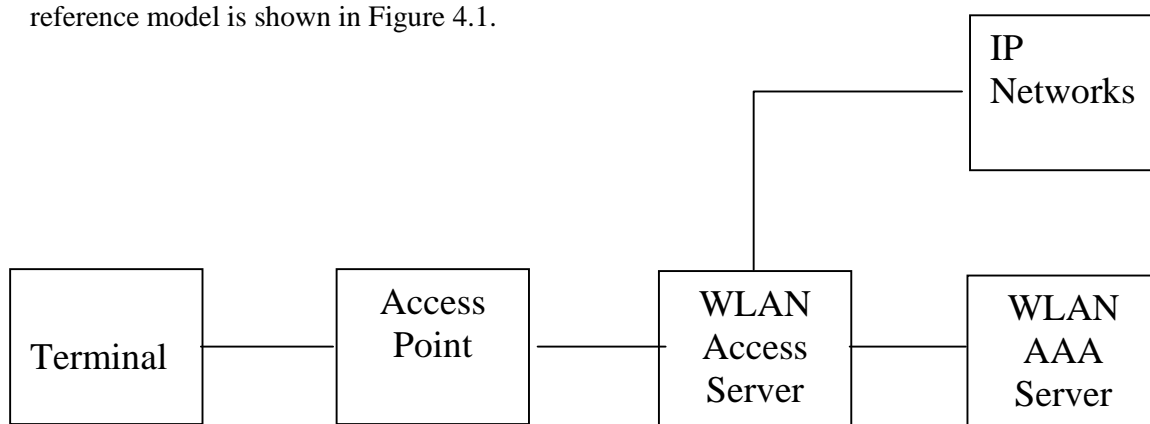 reference model is shown in Figure 4.1.
IP
Networks
Terminal
Access
Point
WLAN
Access
Server
WLAN
AAA
Server